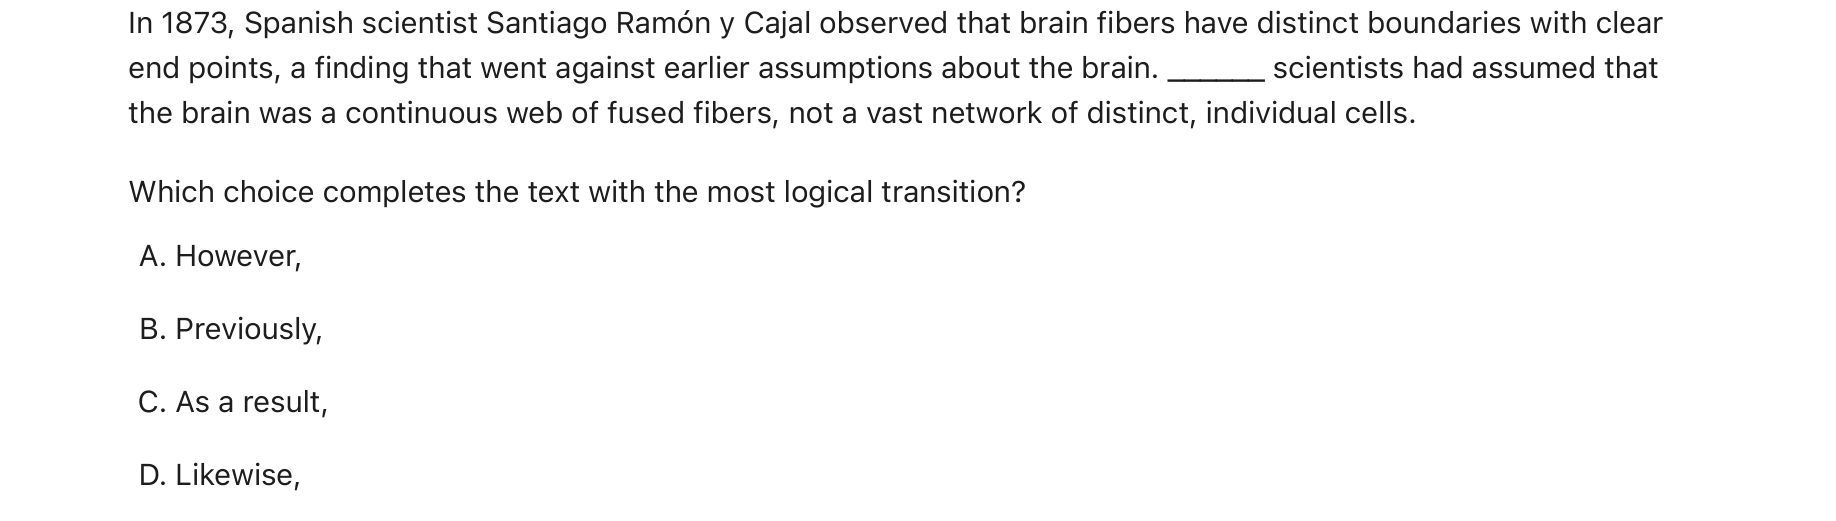 In 1873, Spanish scientist Santiago Ramón y Cajal observed that brain fibers have distinct boundaries with clear
end points, a finding that went against earlier assumptions about the brain. ______ scientists had assumed that
the brain was a continuous web of fused fibers, not a vast network of distinct, individual cells.
Which choice completes the text with the most logical transition?
A. However,
B. Previously,
C. As a result,
D. Likewise,